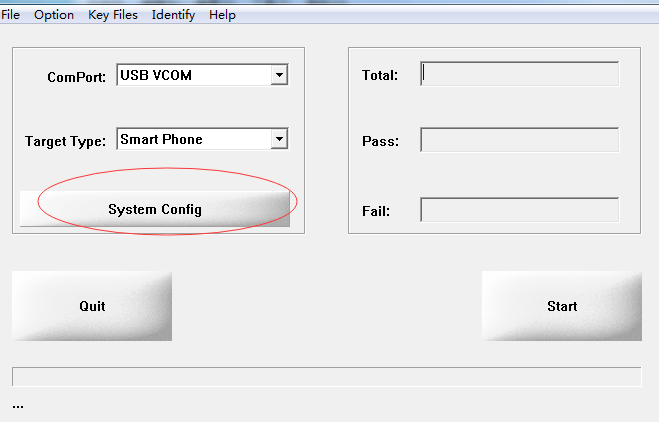 File Option Key Files Identify Help
ComPort: USB VCOM
Target Type: Smart Phone
System Config
Total:
Pass:
Fail:
Quit
Start
...